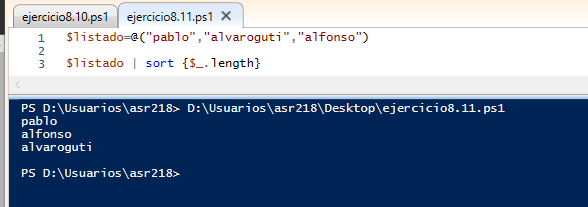 ejercicio8.10.ps1 ejercicio8.11.ps1 X
1 $listado=@("pablo","alvaroguti","alfonso")
2
3 $listado | sort {$_.length}
PS D:\Usuarios\asr218> D:\Usuarios\asr218\Desktop\ejercicio8.11.ps1
pablo
alfonso
alvaroguti
PS D:\Usuarios\asr218>